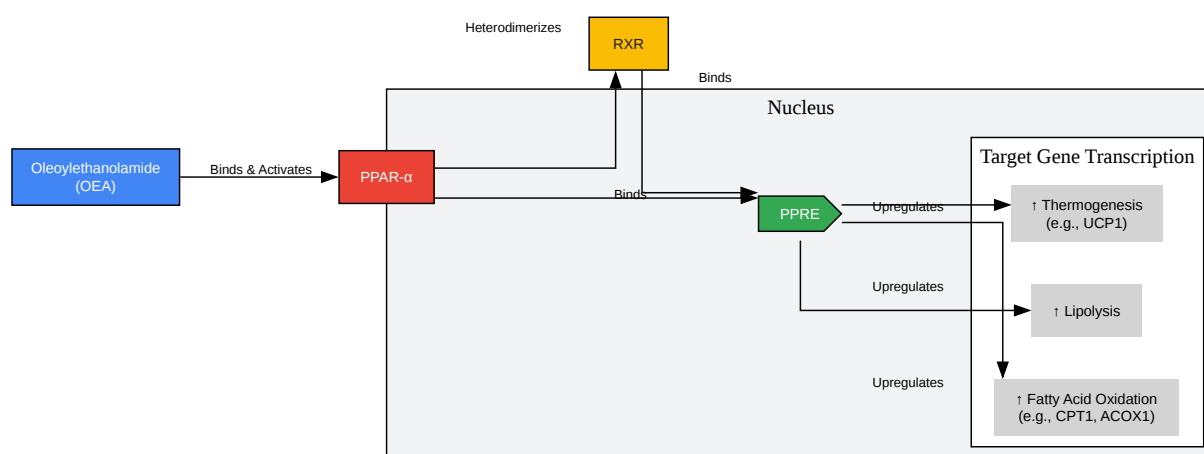 Heterodimerizes
RXR
Binds
Nucleus
Oleoylethanolamide
(OEA)
Binds & Activates
PPAR-α
Binds
PPRE
Upregulates
Target Gene Transcription
↑ Thermogenesis
(e.g., UCP1)
Upregulates
↑ Lipolysis
Upregulates
↑ Fatty Acid Oxidation
(e.g., CPT1, ACOX1)